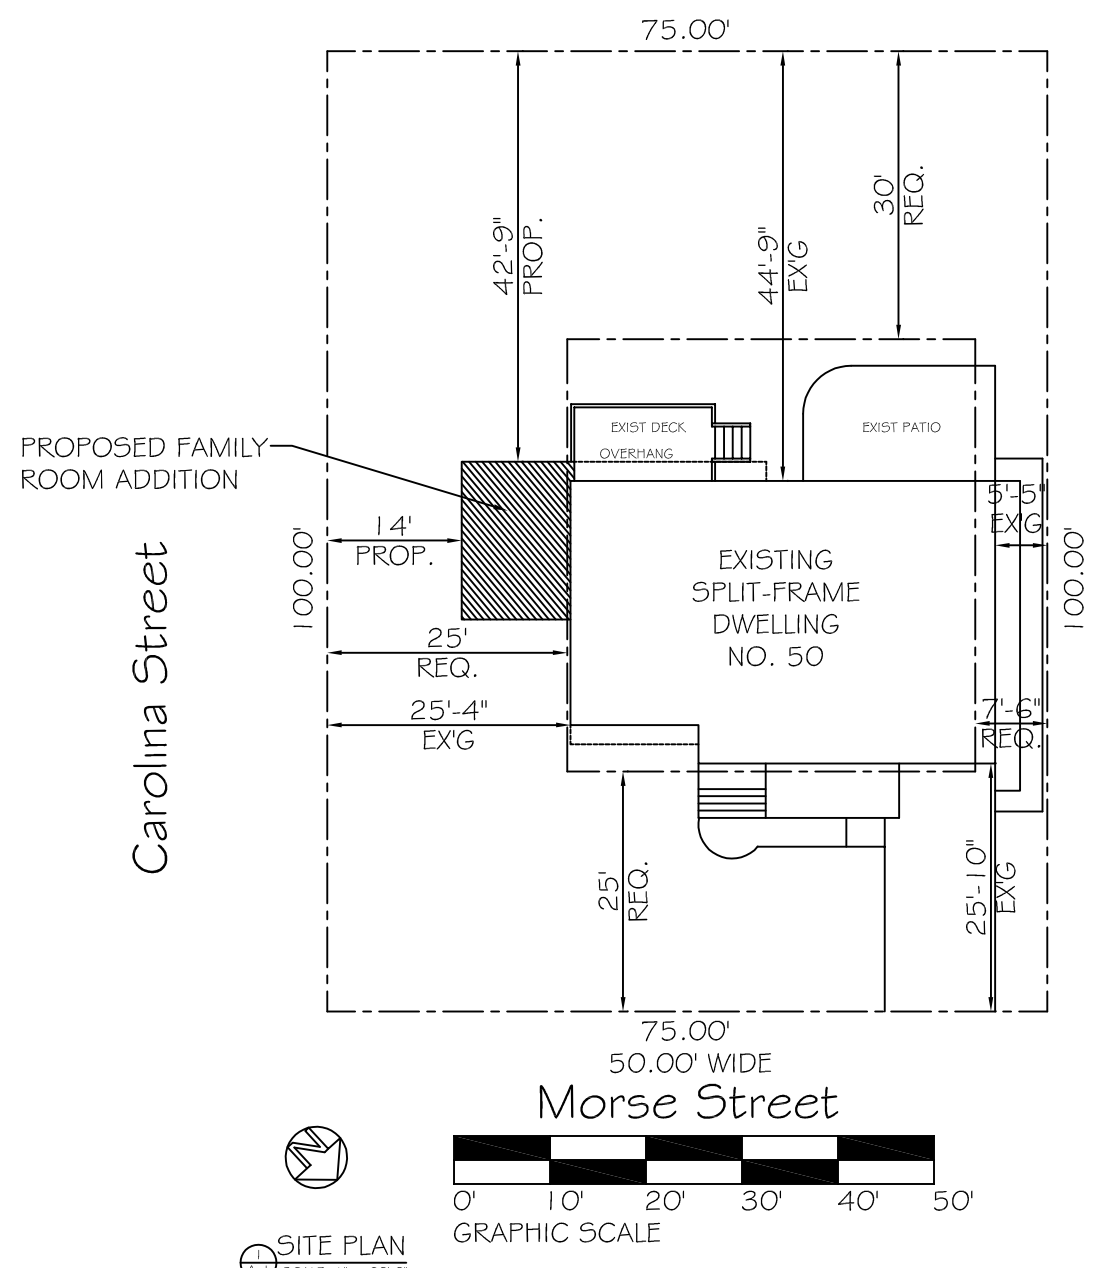 75.00'
42'-9"
PROP.
44'-9"
EX'G
30'
REQ.
EXIST DECK
OVERHANG
EXIST PATIO
PROPOSED FAMILY
ROOM ADDITION
14'
PROP.
5'-5"
EX'G
100.00'
100.00'
EXISTING
SPLIT-FRAME
DWELLING
NO. 50
25'
REQ.
25'-4"
EX'G
7'-6"
REQ.
Carolina Street
25'
REQ.
25'-10"
EX'G
75.00'
50.00' WIDE
Morse Street
N
0' 10' 20' 30' 40' 50'
GRAPHIC SCALE
SITE PLAN
1